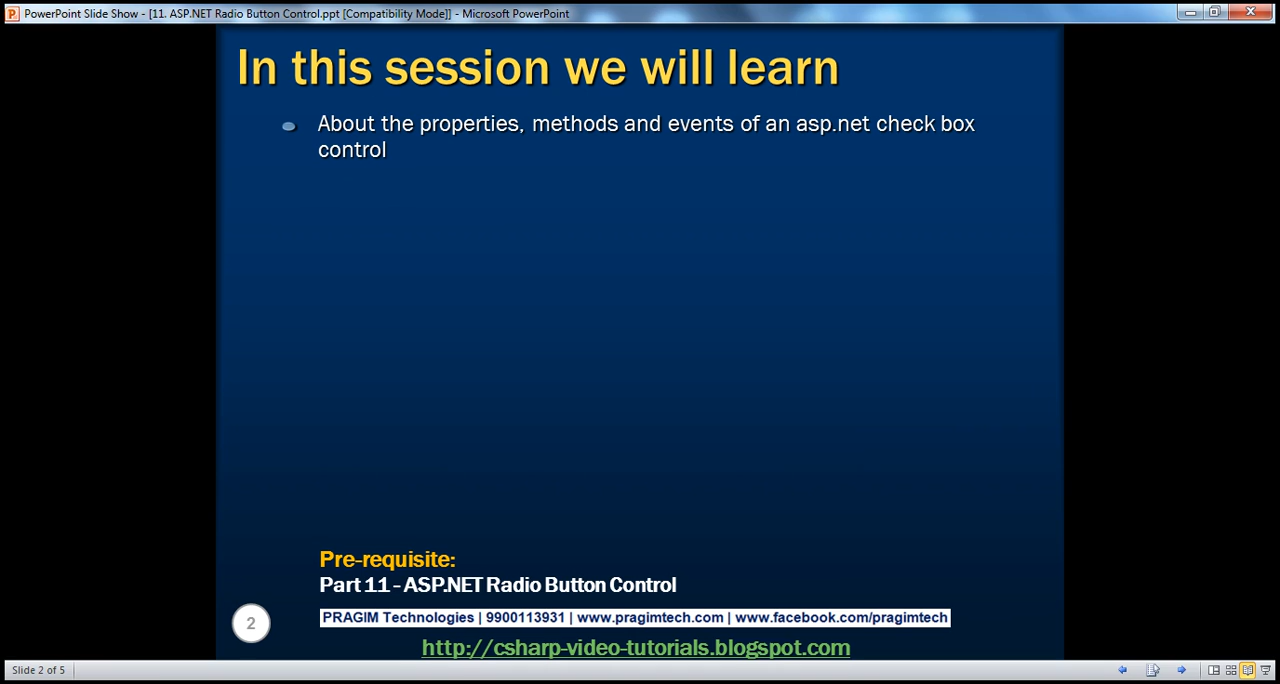 PowerPoint Slide Show - [11. ASP.NET Radio Button Control.ppt [Compatibility Mode]] - Microsoft PowerPoint
In this session we will learn
About the properties, methods and events of an asp.net check box
control
Pre-requisite:
Part 11 - ASP.NET Radio Button Control
2
PRAGIM Technologies | 9900113931 | www.pragimtech.com | www.facebook.com/pragimtech
http://csharp-video-tutorials.blogspot.com
Slide 2 of 5